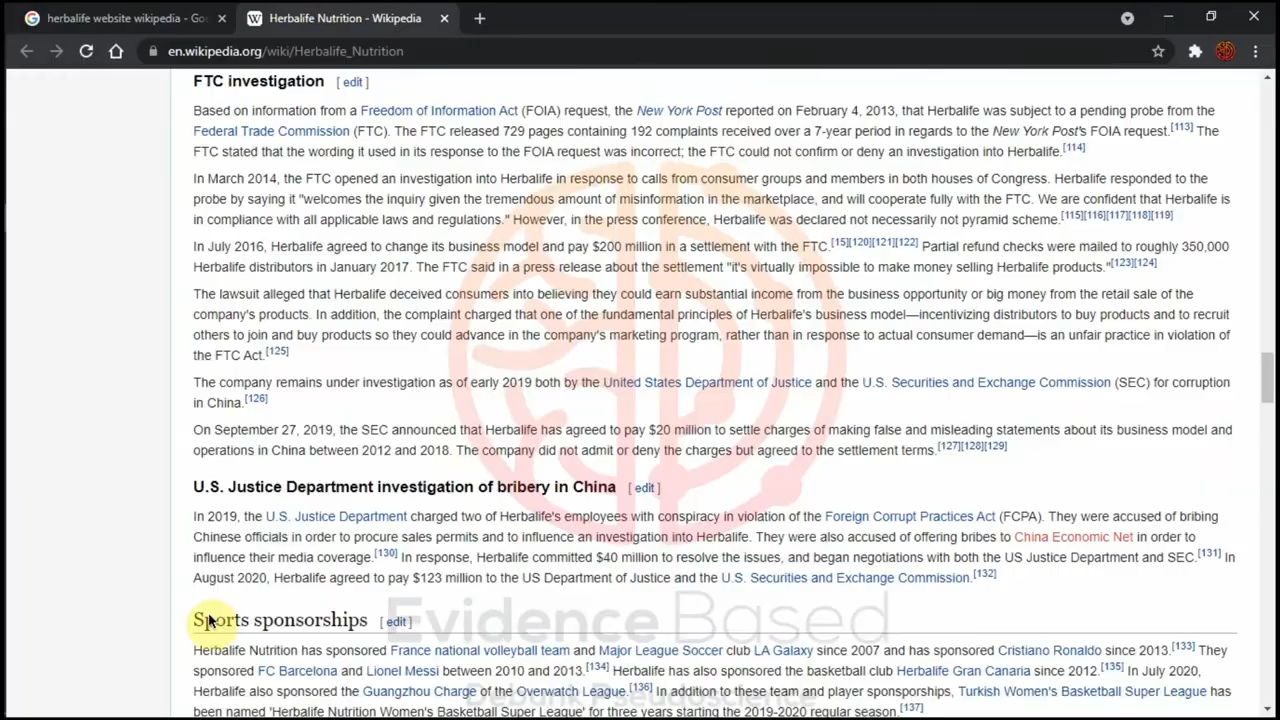 herbalife website wikipedia - Go
Herbalife Nutrition - Wikipedia
en.wikipedia.org/wiki/Herbalife_Nutrition
FTC investigation [ edit ]
Based on information from a Freedom of Information Act (FOIA) request, the New York Post reported on February 4, 2013, that Herbalife was subject to a pending probe from the
Federal Trade Commission (FTC). The FTC released 729 pages containing 192 complaints received over a 7-year period in regards to the New York Post's FOIA request.[113] The
FTC stated that the wording it used in its response to the FOIA request was incorrect; the FTC could not confirm or deny an investigation into Herbalife.[114]
In March 2014, the FTC opened an investigation into Herbalife in response to calls from consumer groups and members in both houses of Congress. Herbalife responded to the
probe by saying it "welcomes the inquiry given the tremendous amount of misinformation in the marketplace, and will cooperate fully with the FTC. We are confident that Herbalife is
in compliance with all applicable laws and regulations." However, in the press conference, Herbalife was declared not necessarily not pyramid scheme.[115][116][117][118][119]
In July 2016, Herbalife agreed to change its business model and pay $200 million in a settlement with the FTC.[15][120][121][122] Partial refund checks were mailed to roughly 350,000
Herbalife distributors in January 2017. The FTC said in a press release about the settlement "it's virtually impossible to make money selling Herbalife products."[123][124]
The lawsuit alleged that Herbalife deceived consumers into believing they could earn substantial income from the business opportunity or big money from the retail sale of the
company's products. In addition, the complaint charged that one of the fundamental principles of Herbalife's business model—incentivizing distributors to buy products and to recruit
others to join and buy products so they could advance in the company's marketing program, rather than in response to actual consumer demand—is an unfair practice in violation of
the FTC Act.[125]
The company remains under investigation as of early 2019 both by the United States Department of Justice and the U.S. Securities and Exchange Commission (SEC) for corruption
in China.[126]
On September 27, 2019, the SEC announced that Herbalife has agreed to pay $20 million to settle charges of making false and misleading statements about its business model and
operations in China between 2012 and 2018. The company did not admit or deny the charges but agreed to the settlement terms.[127][128][129]
U.S. Justice Department investigation of bribery in China [ edit ]
In 2019, the U.S. Justice Department charged two of Herbalife's employees with conspiracy in violation of the Foreign Corrupt Practices Act (FCPA). They were accused of bribing
Chinese officials in order to procure sales permits and to influence an investigation into Herbalife. They were also accused of offering bribes to China Economic Net in order to
influence their media coverage.[130] In response, Herbalife committed $40 million to resolve the issues, and began negotiations with both the US Justice Department and SEC.[131] In
August 2020, Herbalife agreed to pay $123 million to the US Department of Justice and the U.S. Securities and Exchange Commission.[132]
Sports sponsorships [ edit ]
Evidence Based
Herbalife Nutrition has sponsored France national volleyball team and Major League Soccer club LA Galaxy since 2007 and has sponsored Cristiano Ronaldo since 2013.[133] They
sponsored FC Barcelona and Lionel Messi between 2010 and 2013.[134] Herbalife has also sponsored the basketball club Herbalife Gran Canaria since 2012.[135] In July 2020,
Herbalife also sponsored the Guangzhou Charge of the Overwatch League.[136] In addition to these team and player sponsorships, Turkish Women's Basketball Super League has
Debunk Pseudoscience
been named 'Herbalife Nutrition Women's Basketball Super League' for three years starting the 2019-2020 regular season.[137]